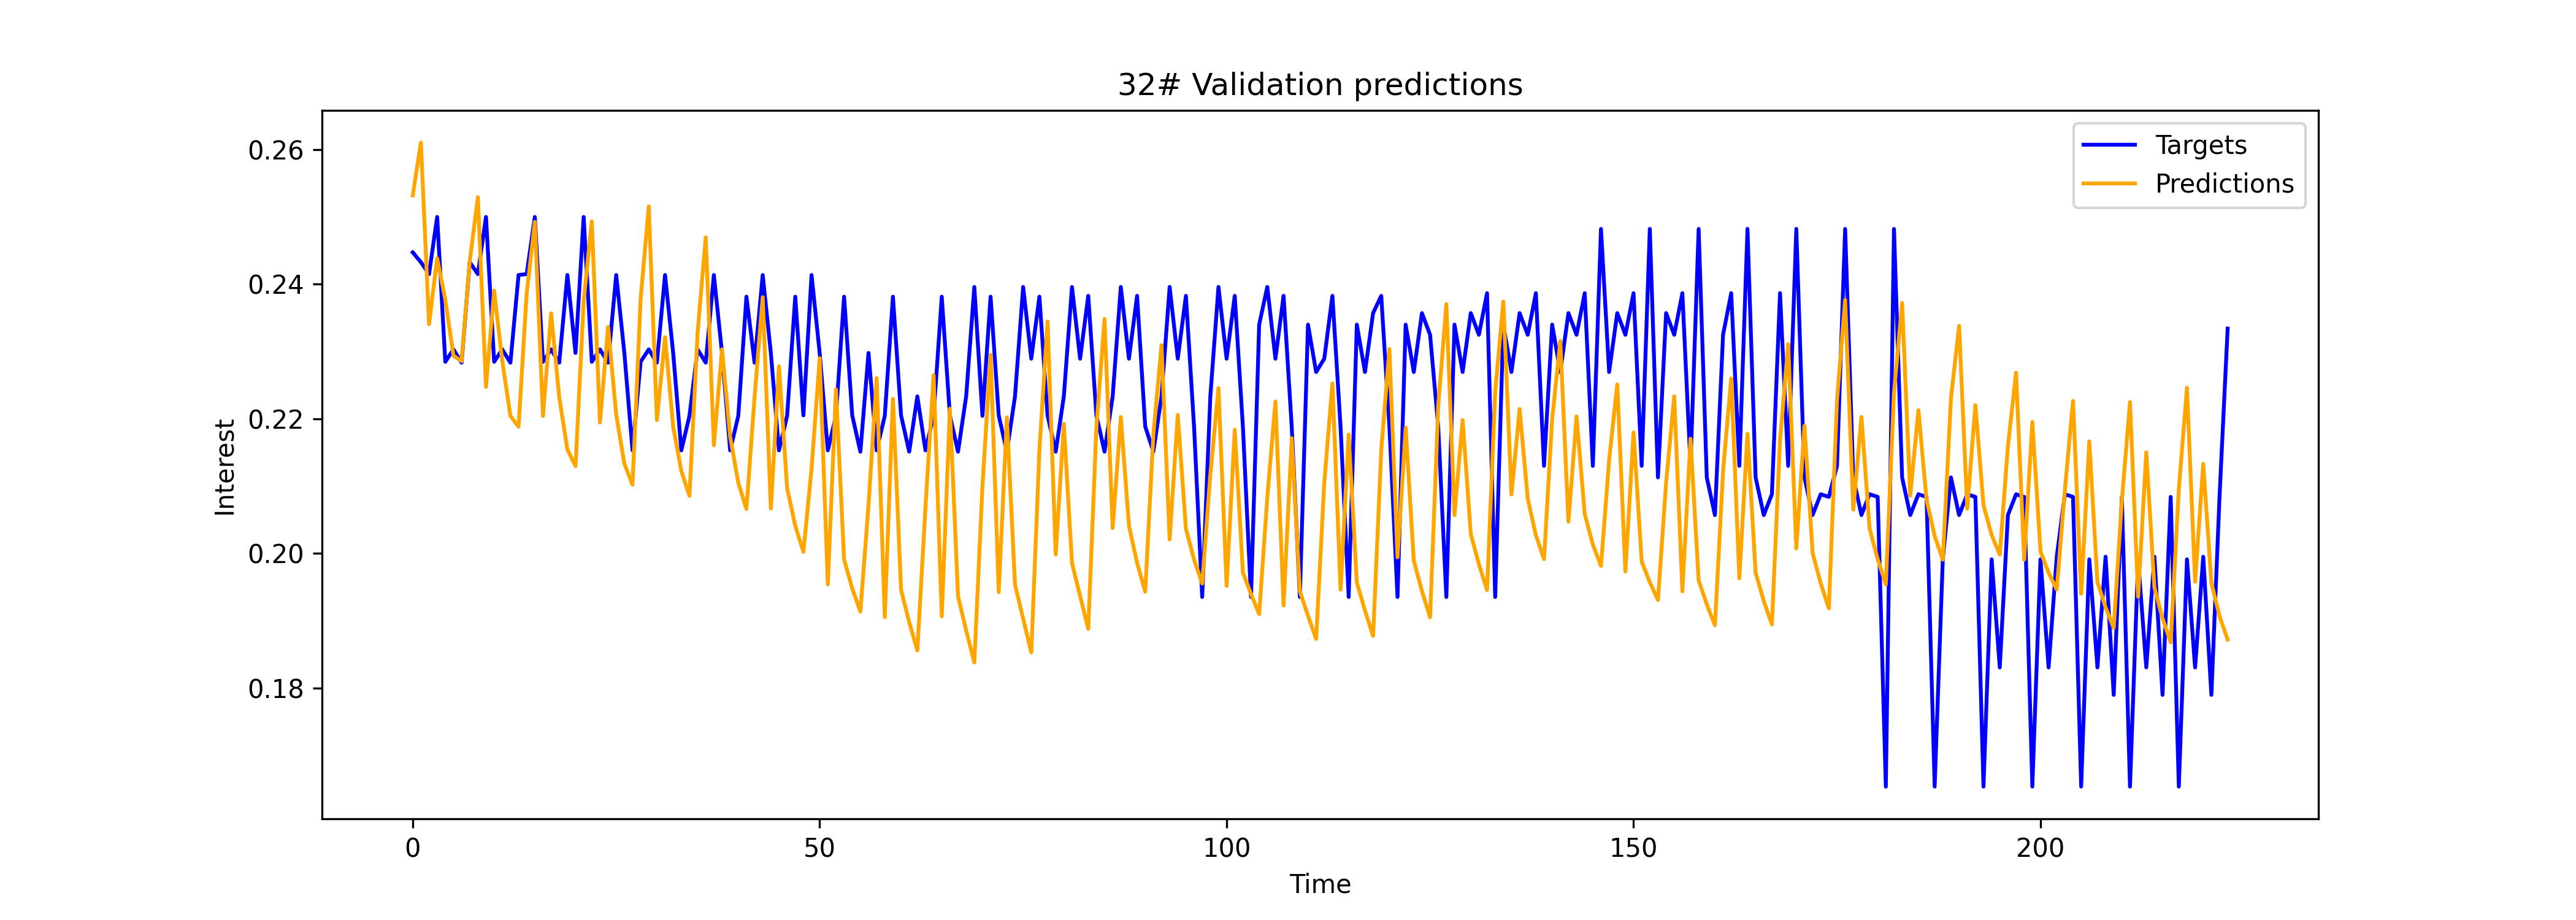 32# Validation predictions
Targets
Predictions
Interest
0.26
0.24
0.22
0.20
0.18
0
50
100
150
200
Time